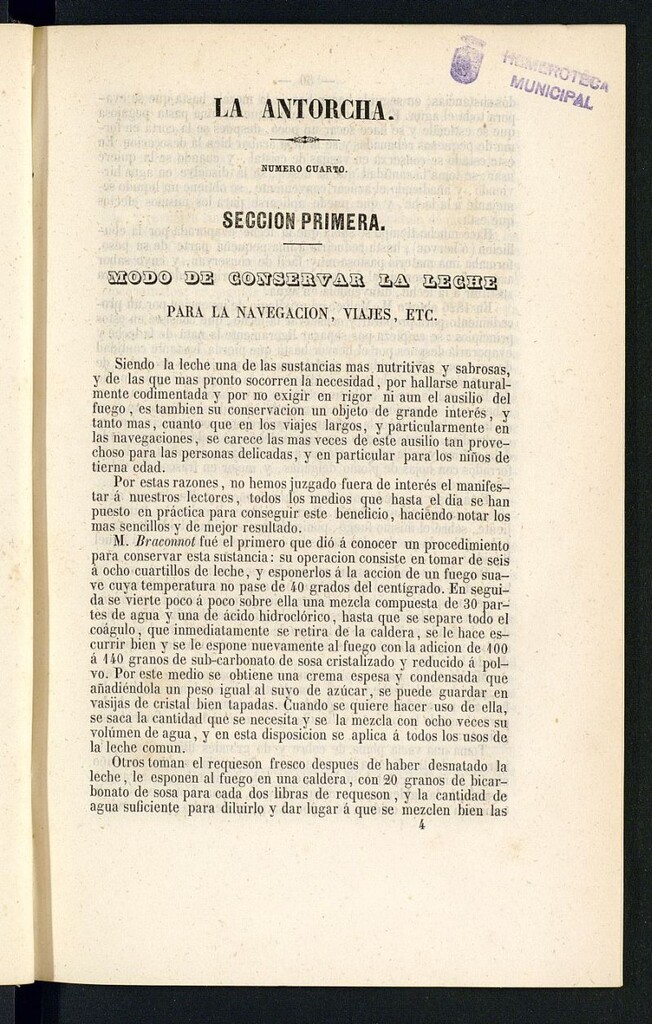 HEMEROTECA
MUNICIPAL
LA ANTORCHA.
NUMERO CUARTO.
SECCION PRIMERA.
MODO DE CONSERVAR LA LECHE
PARA LA NAVEGACION, VIAJES, ETC.
Siendo la leche una de las sustancias mas nutritivas y sabrosas,
y de las que mas pronto socorren la necesidad, por hallarse natural-
mente codimentada y por no exigir en rigor ni aun el ausilio del
fuego, es tambien su conservacion un objeto de grande interés, y
tanto mas, cuanto que en los viajes largos, y particularmente en
las navegaciones, se carece las mas veces de este ausilio tan prove-
choso para las personas delicadas, y en particular para los niños de
tierna edad.
Por estas razones, no hemos juzgado fuera de interés el manifes-
tar á nuestros lectores, todos los medios que hasta el dia se han
puesto en práctica para conseguir este beneficio, haciendo notar los
mas sencillos y de mejor resultado.
M. Braconnot fué el primero que dió á conocer un procedimiento
para conservar esta sustancia: su operacion consiste en tomar de seis
á ocho cuartillos de leche, y esponerlos á la accion de un fuego sua-
ve cuya temperatura no pase de 40 grados del centígrado. En segui-
da se vierte poco á poco sobre ella una mezcla compuesta de 30 par-
tes de agua y una de ácido hidroclórico, hasta que se separe todo el
coágulo, que inmediatamente se retira de la caldera, se le hace es-
currir bien y se le espone nuevamente al fuego con la adicion de 100
á 140 granos de sub-carbonato de sosa cristalizado y reducido á pol-
vo. Por este medio se obtiene una crema espesa y condensada que
añadiéndola un peso igual al suyo de azúcar, se puede guardar en
vasijas de cristal bien tapadas. Cuando se quiere hacer uso de ella,
se saca la cantidad que se necesita y se la mezcla con ocho veces su
volúmen de agua, y en esta disposicion se aplica á todos los usos de
la leche comun.
Otros toman el requeson fresco despues de haber desnatado la
leche, le esponen al fuego en una caldera, con 20 granos de bicar-
bonato de sosa para cada dos libras de requeson, y la cantidad de
agua suficiente para diluirlo y dar lugar á que se mezclen bien las
4